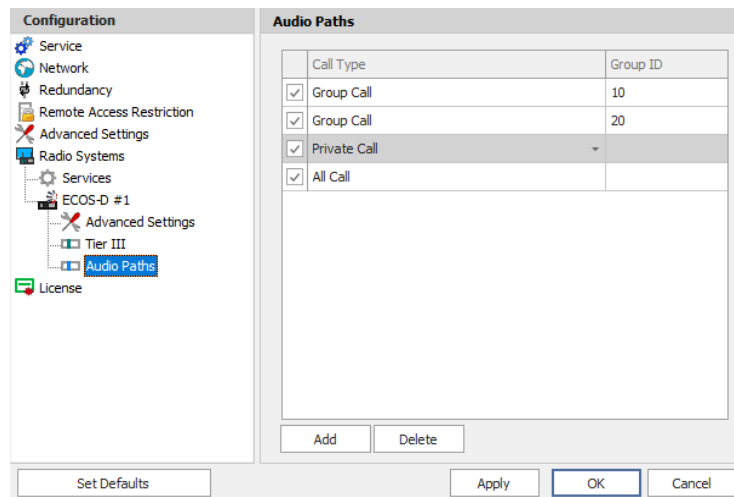 Configuration
Service
Network
Redundancy
Remote Access Restriction
Advanced Settings
Radio Systems
Services
ECOS-D #1
Advanced Settings
Tier III
Audio Paths
License
Set Defaults
Audio Paths
Call Type Group ID
Group Call 10
Group Call 20
Private Call
All Call
Add Delete
Apply OK Cancel